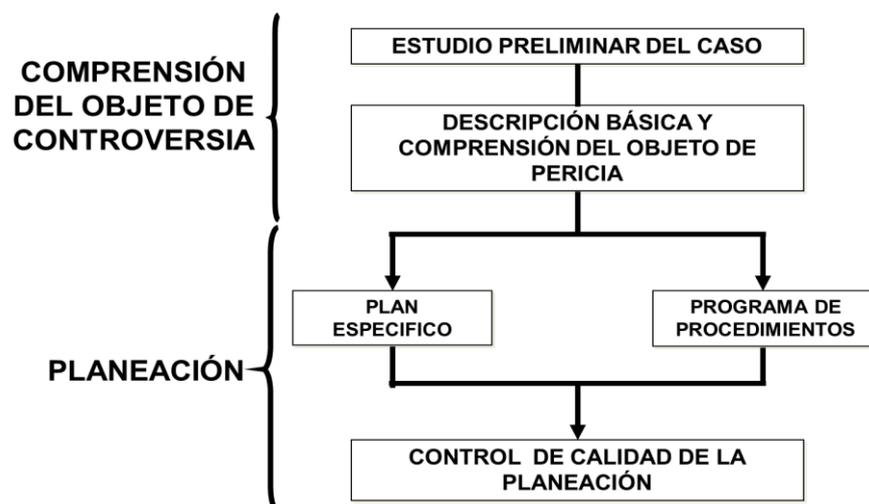 ESTUDIO PRELIMINAR DEL CASO
COMPRENSIÓN
DEL OBJETO DE
CONTROVERSIA
DESCRIPCIÓN BÁSICA Y
COMPRENSIÓN DEL OBJETO DE
PERICIA
PLAN
ESPECIFICO
PROGRAMA DE
PROCEDIMIENTOS
PLANEACIÓN
CONTROL DE CALIDAD DE LA
PLANEACIÓN